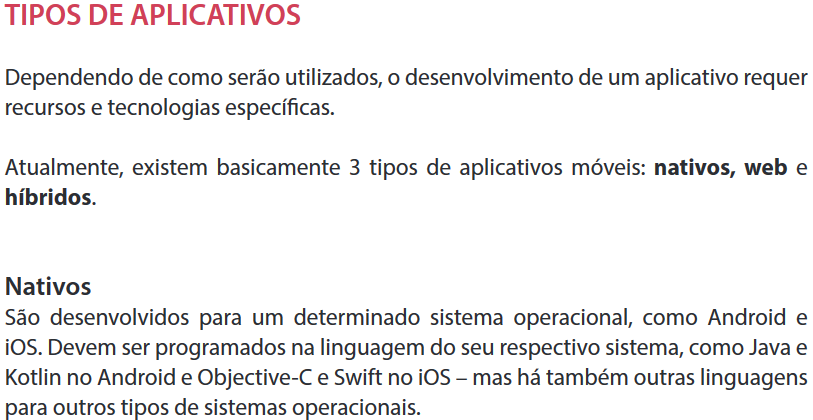 TIPOS DE APLICATIVOS
Dependendo de como serão utilizados, o desenvolvimento de um aplicativo requer
recursos e tecnologias específicas.
Atualmente, existem basicamente 3 tipos de aplicativos móveis: nativos, web e
híbridos.
Nativos
São desenvolvidos para um determinado sistema operacional, como Android e
iOS. Devem ser programados na linguagem do seu respectivo sistema, como Java e
Kotlin no Android e Objective-C e Swift no iOS – mas há também outras linguagens
para outros tipos de sistemas operacionais.